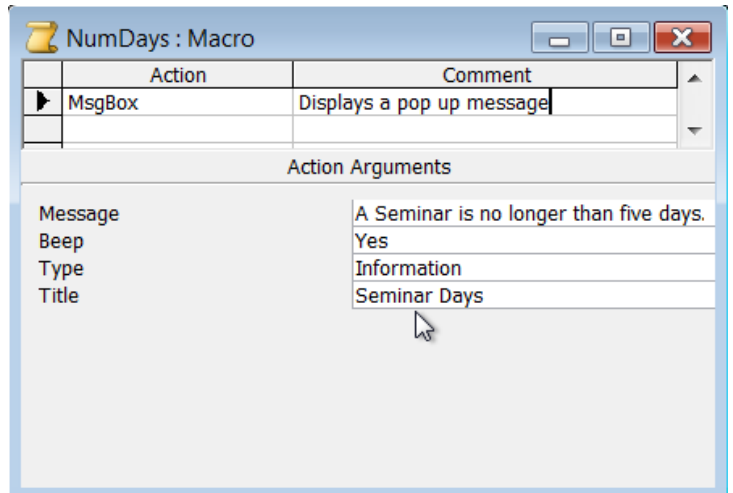 NumDays : Macro
Action Comment
MsgBox Displays a pop up message
Action Arguments
Message A Seminar is no longer than five days.
Beep Yes
Type Information
Title Seminar Days